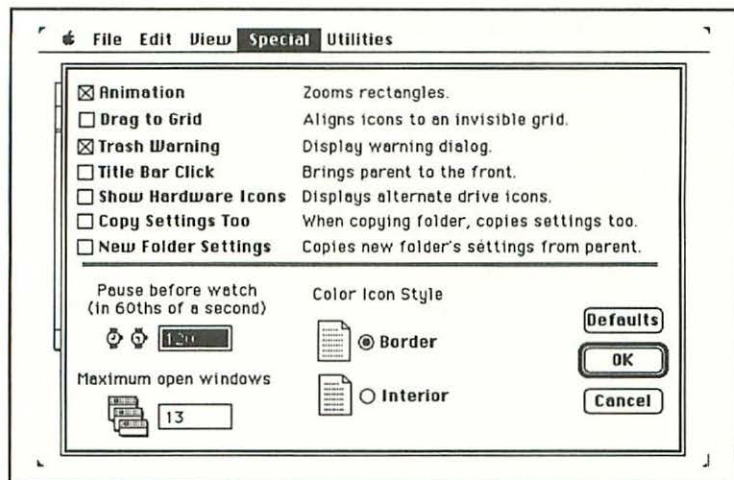 File Edit View Special Utilities
Animation Zooms rectangles.
Drag to Grid Aligns icons to an invisible grid.
Trash Warning Display warning dialog.
Title Bar Click Brings parent to the front.
Show Hardware Icons Displays alternate drive icons.
Copy Settings Too When copying folder, copies settings too.
New Folder Settings Copies new folder's settings from parent.
Pause before watch
(in 60ths of a second)
120
Maximum open windows
13
Color Icon Style
Border
Interior
Defaults
OK
Cancel